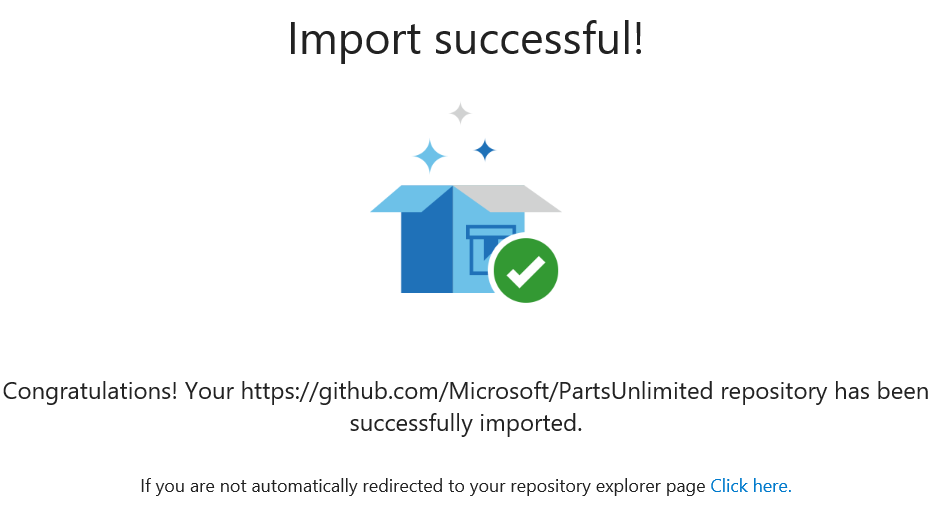 Import successful!
Congratulations! Your https://github.com/Microsoft/PartsUnlimited repository has been
successfully imported.
If you are not automatically redirected to your repository explorer page Click here.